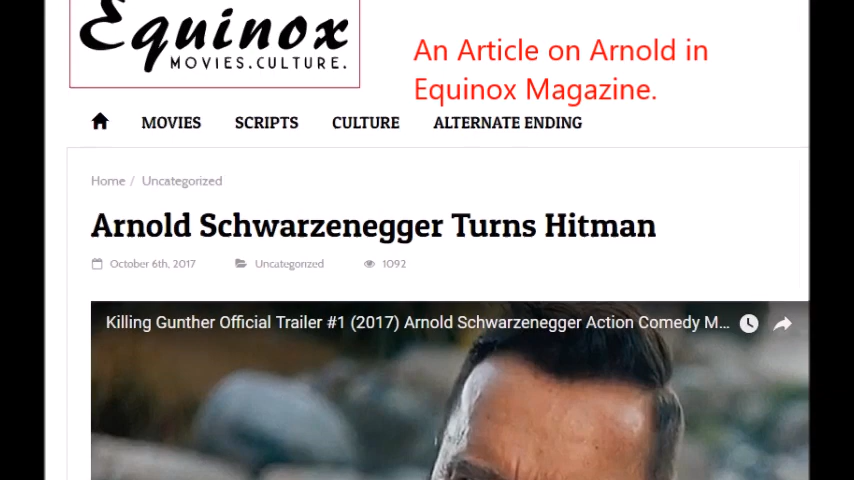 Equinox
MOVIES.CULTURE.
An Article on Arnold in
Equinox Magazine.
MOVIES SCRIPTS CULTURE ALTERNATE ENDING
Home / Uncategorized
Arnold Schwarzenegger Turns Hitman
October 6th, 2017 Uncategorized 1092
Killing Gunther Official Trailer #1 (2017) Arnold Schwarzenegger Action Comedy M...